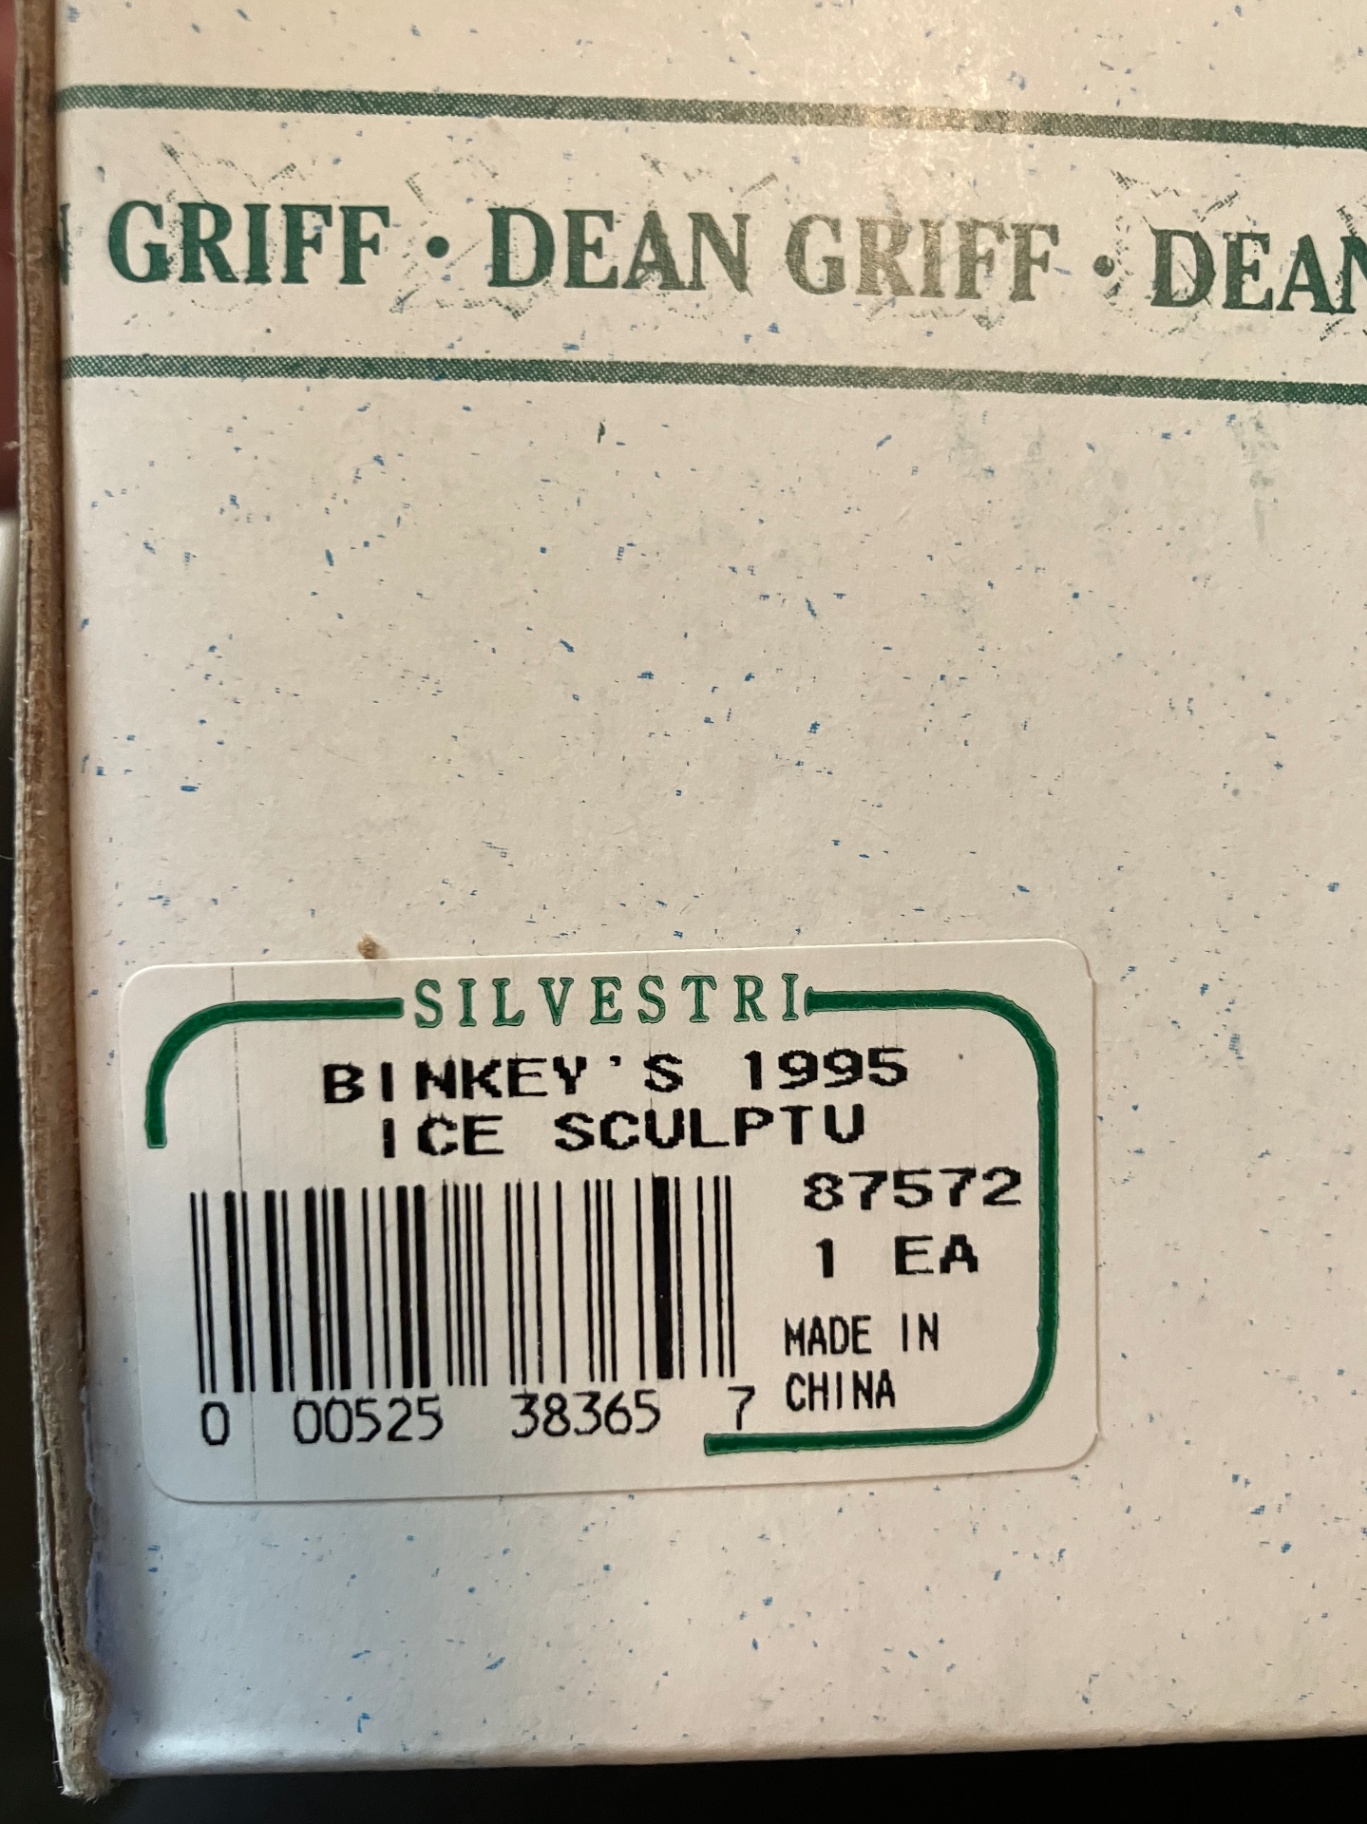 N GRIFF • DEAN GRIFF • DEAN
SILVESTRI
BINKEY'S 1995
ICE SCULPTU
87572
1 EA
MADE IN
CHINA
0 00525 38365 7